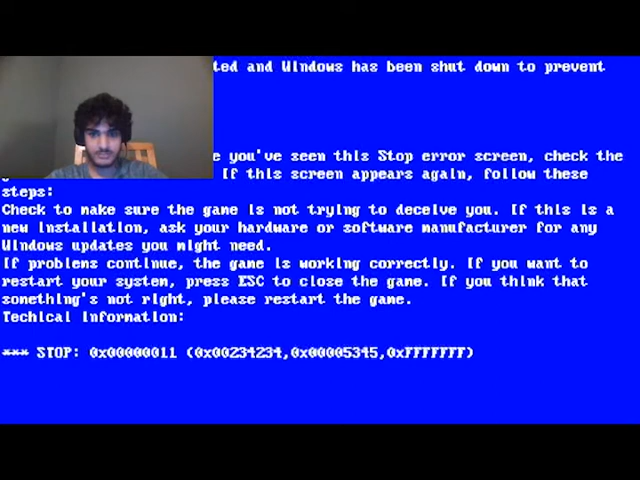 ted and Windows has been shut down to prevent
e you've seen this Stop error screen, check the
If this screen appears again, follow these
steps:
Check to make sure the game is not trying to deceive you. If this is a
new installation, ask your hardware or software manufacturer for any
Windows updates you might need.
If problems continue, the game is working correctly. If you want to
restart your system, press ESC to close the game. If you think that
something's not right, please restart the game.
Techical information:
*** STOP: 0x00000011 (0x00234234,0x00005345,0xFFFFFFF)